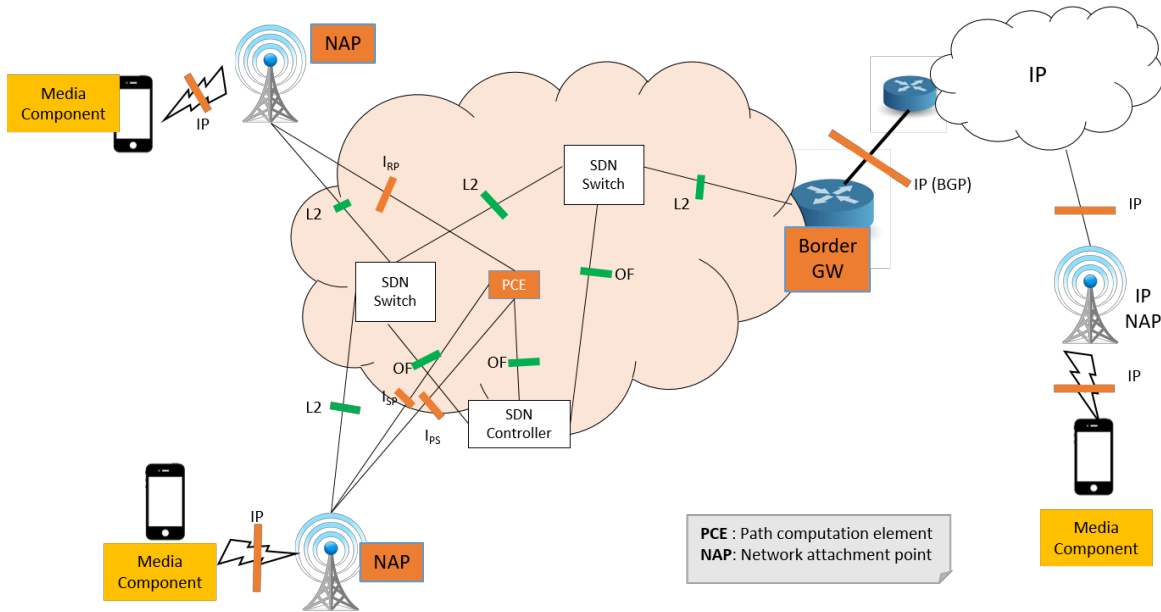 NAP
IP
Media
Component
IP
I_RP
L2
SDN
Switch
L2
L2
IP (BGP)
IP
Border
GW
SDN
Switch
PCE
OF
IP
NAP
OF
OF
IP
I_SP
L2
SDN
Controller
I_PS
IP
Media
Component
NAP
PCE : Path computation element
NAP: Network attachment point
Media
Component